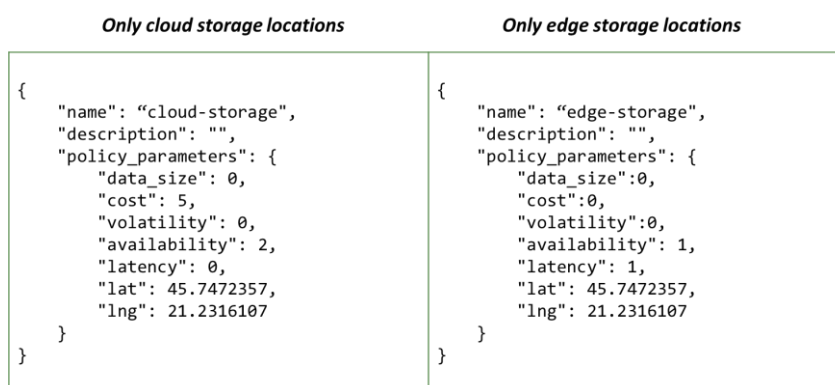 Only cloud storage locations
{
    "name": “cloud-storage",
    "description": "",
    "policy_parameters": {
        "data_size": 0,
        "cost": 5,
        "volatility": 0,
        "availability": 2,
        "latency": 0,
        "lat": 45.7472357,
        "lng": 21.2316107
    }
}
Only edge storage locations
{
    "name": “edge-storage",
    "description": "",
    "policy_parameters": {
        "data_size":0,
        "cost":0,
        "volatility":0,
        "availability": 1,
        "latency": 1,
        "lat": 45.7472357,
        "lng": 21.2316107
    }
}